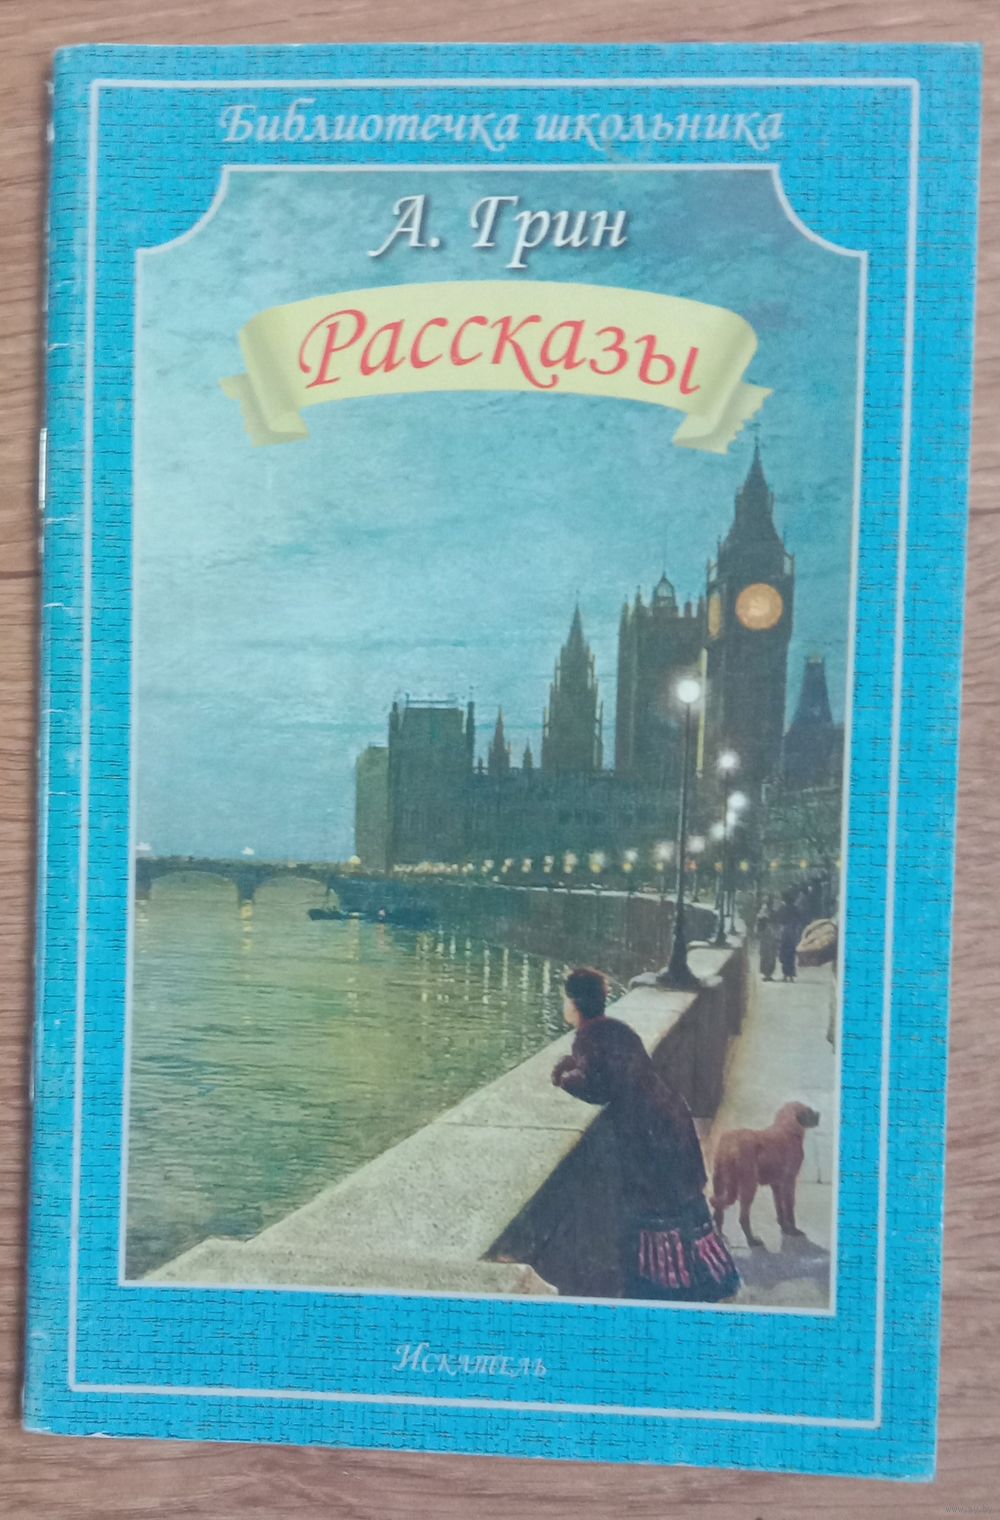 Библиотечка школьника
А. Грин
Рассказы
Искатель